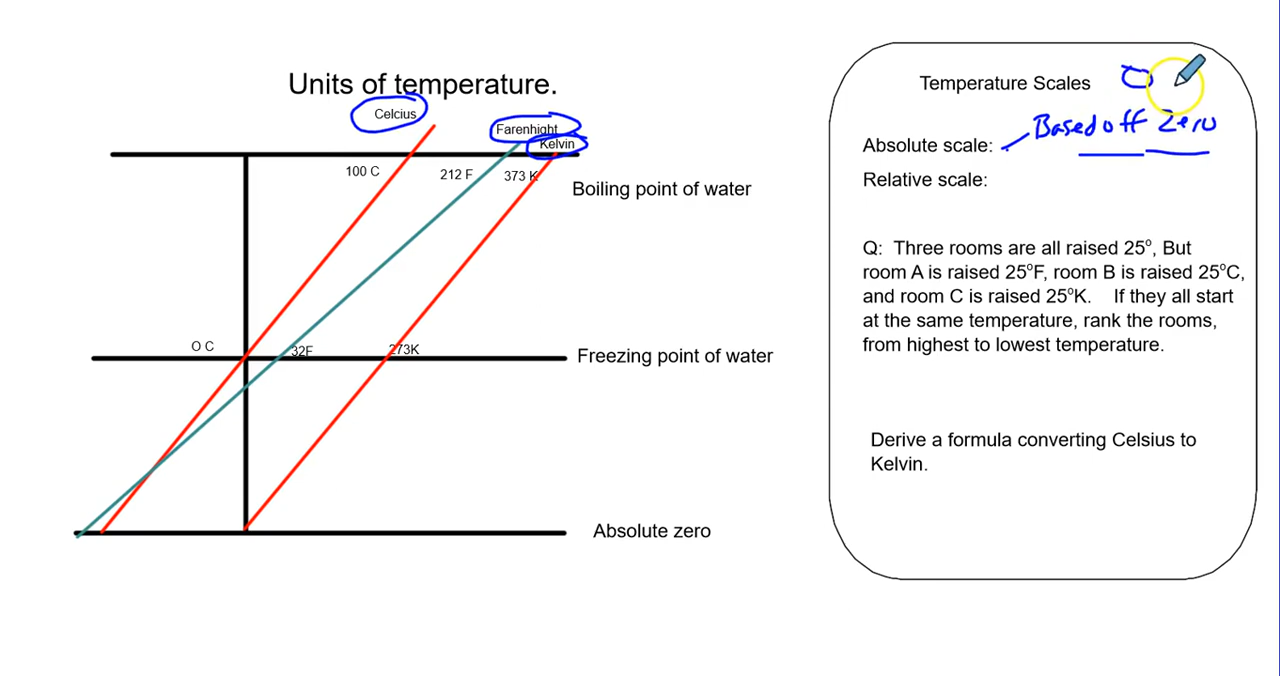 Units of temperature.
Celcius
Farenhight
Kelvin
100 C
212 F
373 K
Boiling point of water
O C
32F
273K
Freezing point of water
Absolute zero
Temperature Scales
Based off Zero
Absolute scale:
Relative scale:
Q: Three rooms are all raised 25°, But
room A is raised 25°F, room B is raised 25°C,
and room C is raised 25°K. If they all start
at the same temperature, rank the rooms,
from highest to lowest temperature.
Derive a formula converting Celsius to
Kelvin.